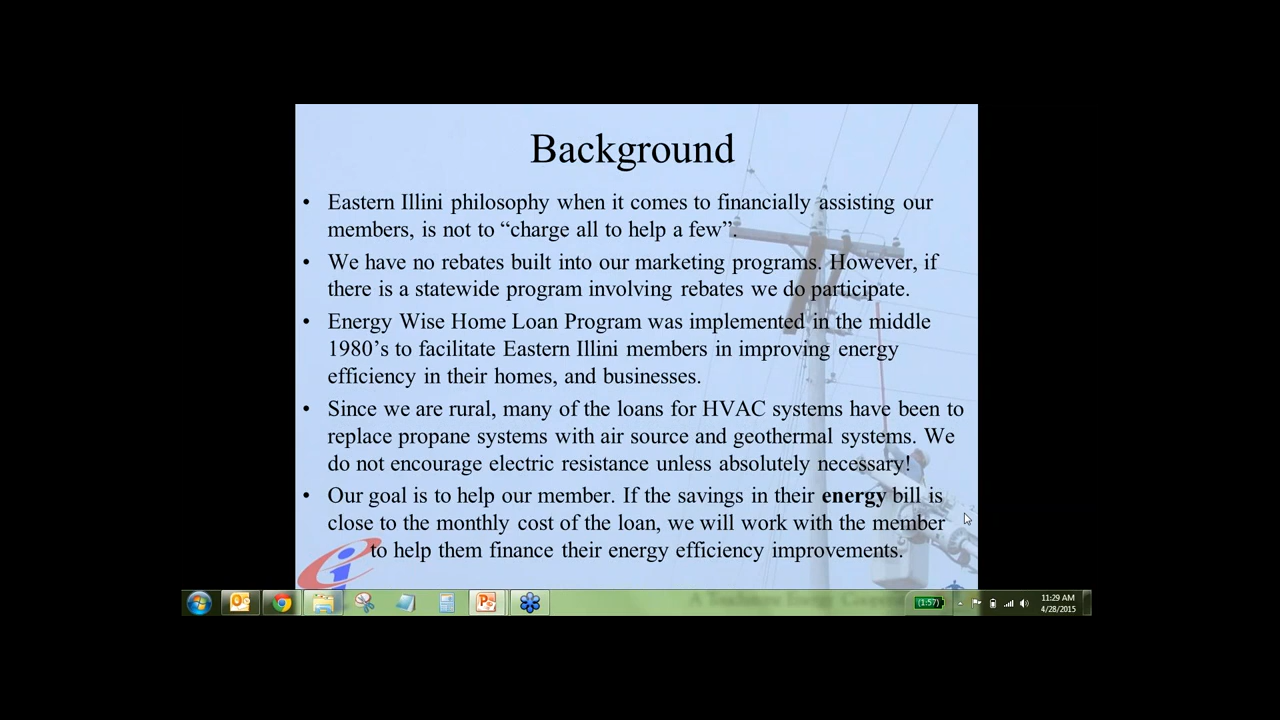 Background
• Eastern Illini philosophy when it comes to financially assisting our
members, is not to “charge all to help a few”.
• We have no rebates built into our marketing programs. However, if
there is a statewide program involving rebates we do participate.
• Energy Wise Home Loan Program was implemented in the middle
1980’s to facilitate Eastern Illini members in improving energy
efficiency in their homes, and businesses.
• Since we are rural, many of the loans for HVAC systems have been to
replace propane systems with air source and geothermal systems. We
do not encourage electric resistance unless absolutely necessary!
• Our goal is to help our member. If the savings in their energy bill is
close to the monthly cost of the loan, we will work with the member
to help them finance their energy efficiency improvements.
A Touchstone Energy
(1:57)
11:29 AM
4/28/2015